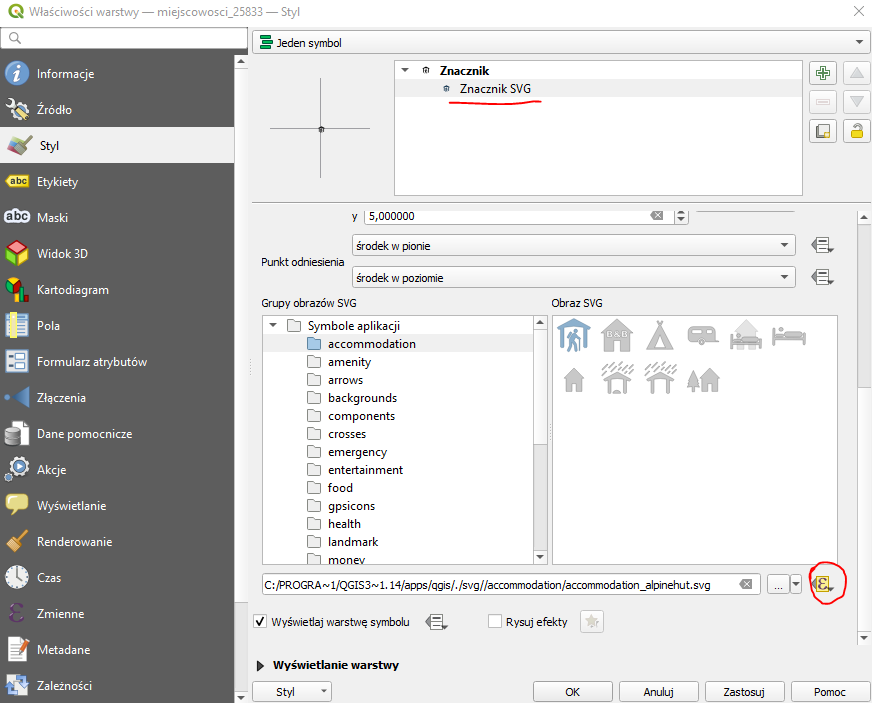 Właściwości warstwy — miejscowosci_25833 — Styl
Jeden symbol
Informacje
Źródło
Styl
Etykiety
Maski
Widok 3D
Kartodiagram
Pola
Formularz atrybutów
Złączenia
Dane pomocnicze
Akcje
Wyświetlanie
Renderowanie
Czas
Zmienne
Metadane
Zależności
abc
abc
Znacznik
Znacznik SVG
y 5,000000
Punkt odniesienia
środek w pionie
środek w poziomie
Grupy obrazów SVG
Obraz SVG
Symbole aplikacji
accommodation
amenity
arrows
backgrounds
components
crosses
emergency
entertainment
food
gpsicons
health
landmark
money
B&B
C:/PROGRA~1/QGIS3~1.14/apps/qgis/./svg//accommodation/accommodation_alpinehut.svg
...
ε
Wyświetlaj warstwę symbolu
Rysuj efekty
Wyświetlanie warstwy
Styl
OK
Anuluj
Zastosuj
Pomoc